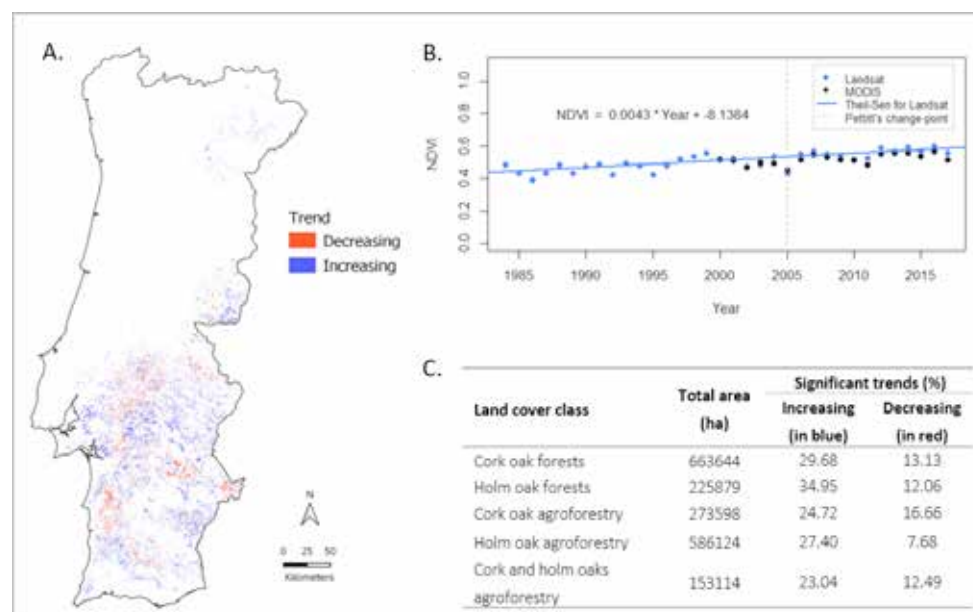 A.
Trend
Decreasing
Increasing
N
0 25 50
Kilometers
B.
NDVI
1.0
0.8
0.6
0.4
0.2
0.0
NDVI = 0.0043 * Year + -8.1384
Landsat
MODIS
Theil-Sen for Landsat
Pettitt's change-point
1985 1990 1995 2000 2005 2010 2015
Year
C.
Land cover class Total area (ha) Significant trends (%)
Increasing (in blue) Decreasing (in red)
Cork oak forests 663644 29.68 13.13
Holm oak forests 225879 34.95 12.06
Cork oak agroforestry 273598 24.72 16.66
Holm oak agroforestry 586124 27.40 7.68
Cork and holm oaks agroforestry 153114 23.04 12.49